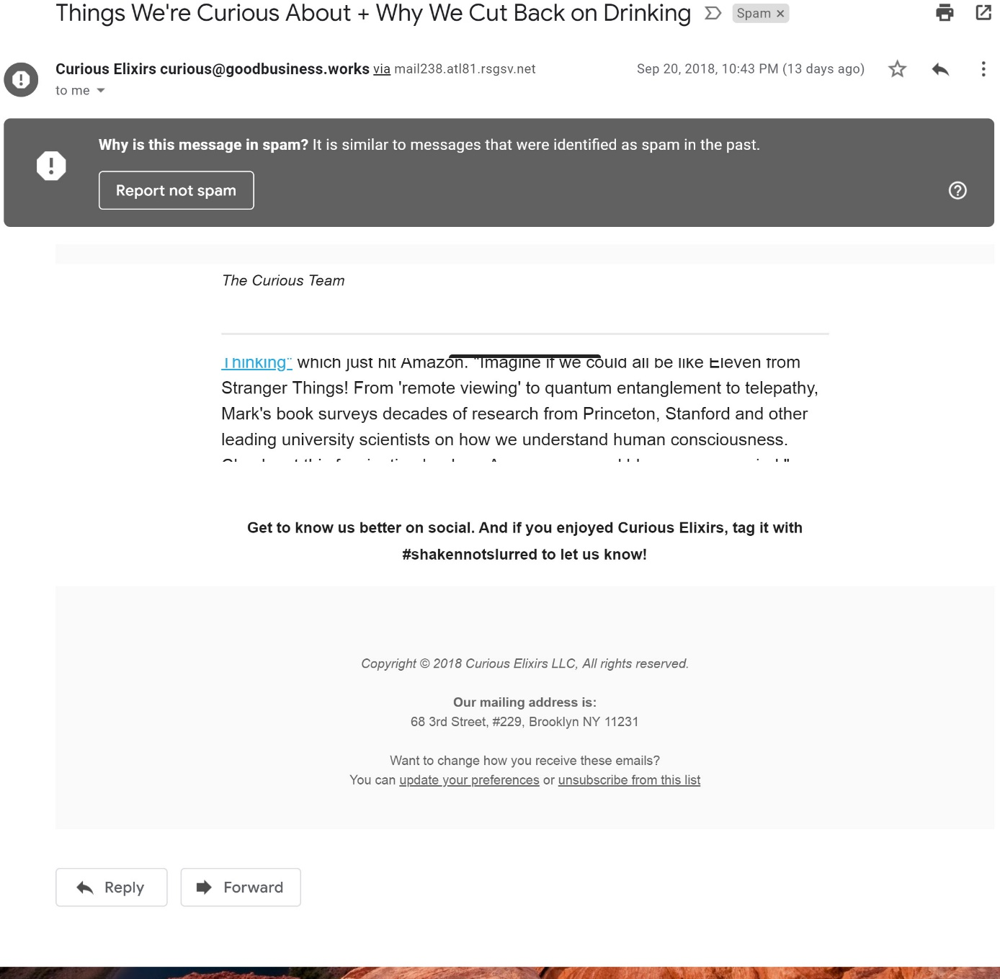 Things We're Curious About + Why We Cut Back on Drinking Spam ×
Curious Elixirs curious@goodbusiness.works via mail238.atl81.rsgsv.net Sep 20, 2018, 10:43 PM (13 days ago)
to me
Why is this message in spam? It is similar to messages that were identified as spam in the past.
Report not spam
The Curious Team
Thinking" which just hit Amazon. "Imagine if we could all be like Eleven from
Stranger Things! From 'remote viewing' to quantum entanglement to telepathy,
Mark's book surveys decades of research from Princeton, Stanford and other
leading university scientists on how we understand human consciousness.
Get to know us better on social. And if you enjoyed Curious Elixirs, tag it with
#shakennotslurred to let us know!
Copyright © 2018 Curious Elixirs LLC, All rights reserved.
Our mailing address is:
68 3rd Street, #229, Brooklyn NY 11231
Want to change how you receive these emails?
You can update your preferences or unsubscribe from this list
Reply Forward